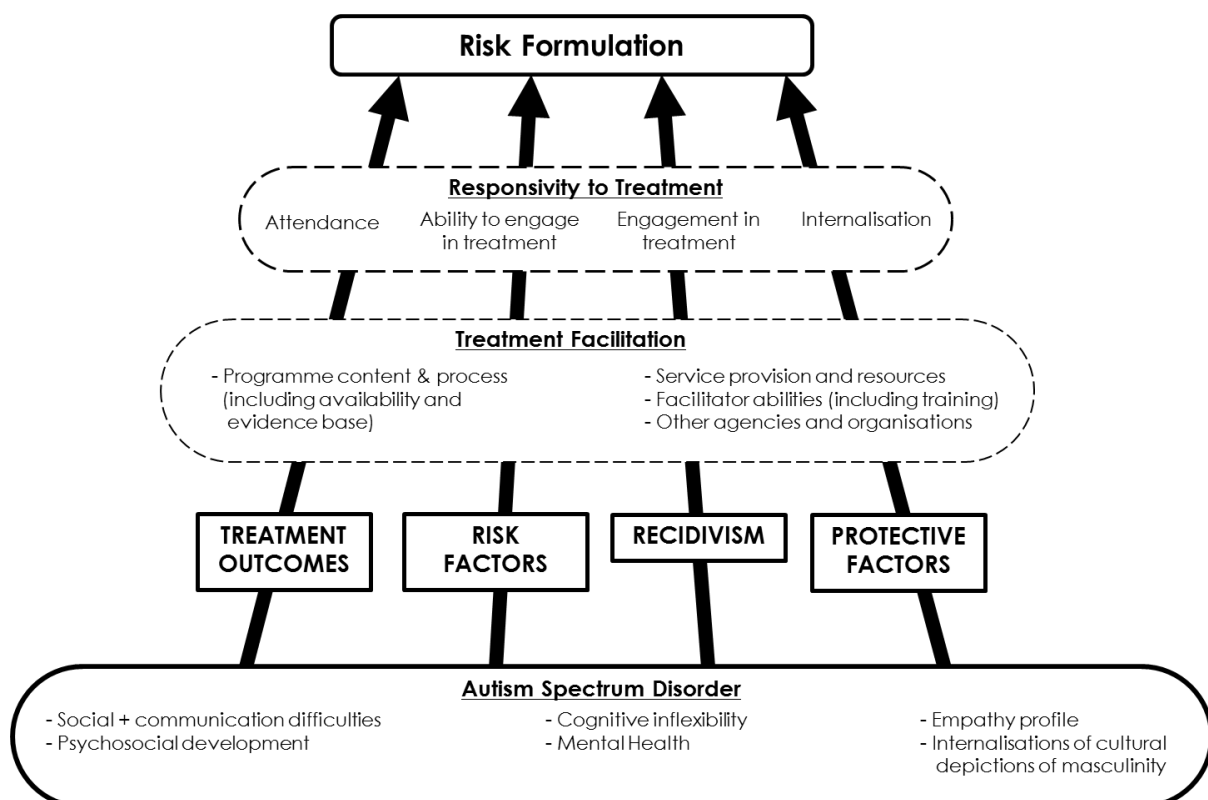 Risk Formulation
Responsivity to Treatment
Attendance
Ability to engage
in treatment
Engagement in
treatment
Internalisation
Treatment Facilitation
- Programme content & process
(including availability and
evidence base)
- Service provision and resources
- Facilitator abilities (including training)
- Other agencies and organisations
TREATMENT
OUTCOMES
RISK
FACTORS
RECIDIVISM
PROTECTIVE
FACTORS
Autism Spectrum Disorder
- Social + communication difficulties
- Psychosocial development
- Cognitive inflexibility
- Mental Health
- Empathy profile
- Internalisations of cultural
depictions of masculinity